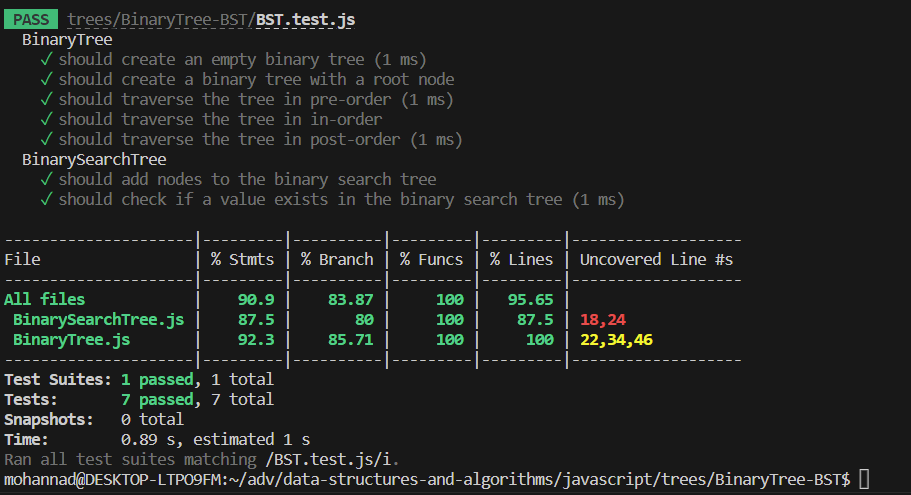 PASS trees/BinaryTree-BST/BST.test.js
BinaryTree
✓ should create an empty binary tree (1 ms)
✓ should create a binary tree with a root node
✓ should traverse the tree in pre-order (1 ms)
✓ should traverse the tree in in-order
✓ should traverse the tree in post-order (1 ms)
BinarySearchTree
✓ should add nodes to the binary search tree
✓ should check if a value exists in the binary search tree (1 ms)
---------------------|---------|----------|---------|---------|-------------------
File                 | % Stmts | % Branch | % Funcs | % Lines | Uncovered Line #s
---------------------|---------|----------|---------|---------|-------------------
All files            |    90.9 |    83.87 |     100 |   95.65 |
 BinarySearchTree.js |    87.5 |       80 |     100 |    87.5 | 18,24
 BinaryTree.js       |    92.3 |    85.71 |     100 |     100 | 22,34,46
---------------------|---------|----------|---------|---------|-------------------
Test Suites: 1 passed, 1 total
Tests:       7 passed, 7 total
Snapshots:   0 total
Time:        0.89 s, estimated 1 s
Ran all test suites matching /BST.test.js/i.
mohannad@DESKTOP-LTPO9FM:~/adv/data-structures-and-algorithms/javascript/trees/BinaryTree-BST$